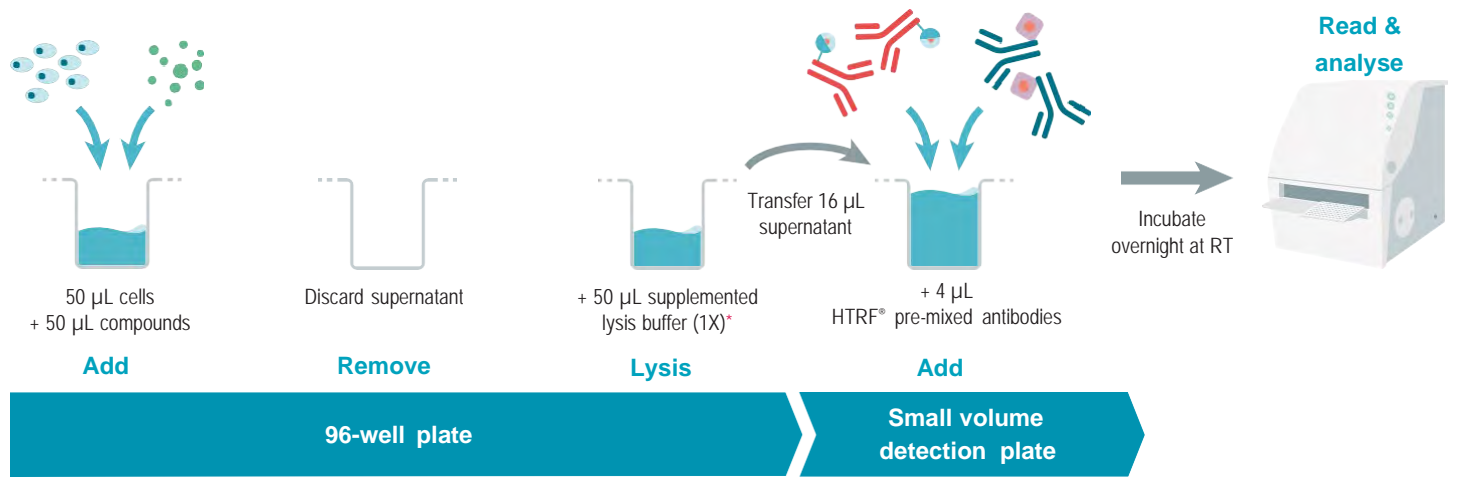 Read &
analyse
Transfer 16 µL
supernatant
Incubate
overnight at RT
50 µL cells
+ 50 µL compounds
Discard supernatant
+ 50 µL supplemented
lysis buffer (1X)*
+ 4 µL
HTRF® pre-mixed antibodies
Add
Remove
Lysis
Add
96-well plate
Small volume
detection plate